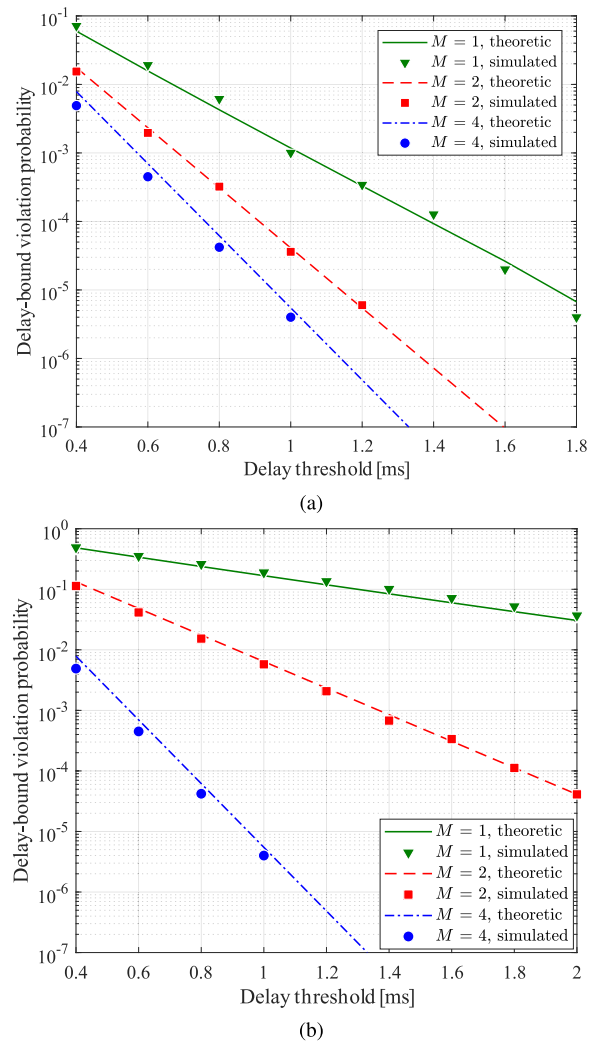 10^-1
10^-2
10^-3
10^-4
10^-5
10^-6
10^-7
Delay-bound violation probability
M = 1, theoretic
M = 1, simulated
M = 2, theoretic
M = 2, simulated
M = 4, theoretic
M = 4, simulated
0.4 0.6 0.8 1 1.2 1.4 1.6 1.8
Delay threshold [ms]
(a)
10^0
10^-1
10^-2
10^-3
10^-4
10^-5
10^-6
10^-7
Delay-bound violation probability
M = 1, theoretic
M = 1, simulated
M = 2, theoretic
M = 2, simulated
M = 4, theoretic
M = 4, simulated
0.4 0.6 0.8 1 1.2 1.4 1.6 1.8 2
Delay threshold [ms]
(b)